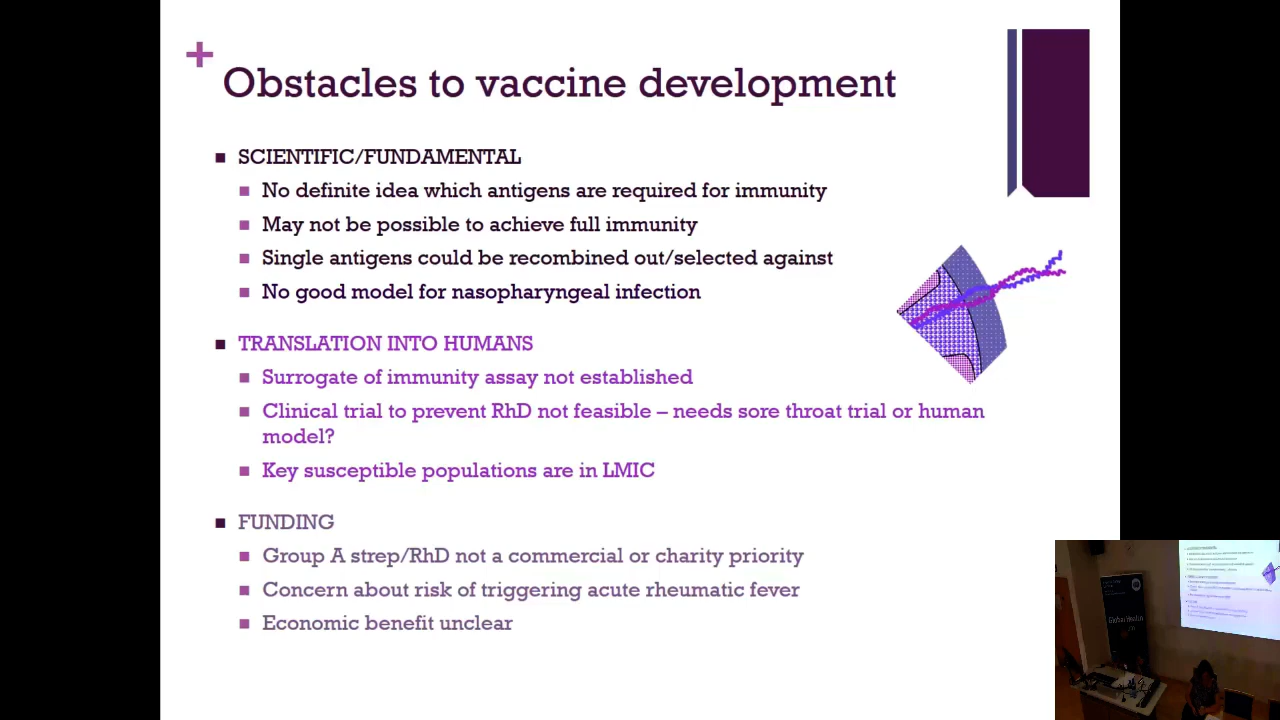 +
Obstacles to vaccine development
■ SCIENTIFIC/FUNDAMENTAL
■ No definite idea which antigens are required for immunity
■ May not be possible to achieve full immunity
■ Single antigens could be recombined out/selected against
■ No good model for nasopharyngeal infection
■ TRANSLATION INTO HUMANS
■ Surrogate of immunity assay not established
■ Clinical trial to prevent RhD not feasible – needs sore throat trial or human
model?
■ Key susceptible populations are in LMIC
■ FUNDING
■ Group A strep/RhD not a commercial or charity priority
■ Concern about risk of triggering acute rheumatic fever
■ Economic benefit unclear
Global Health